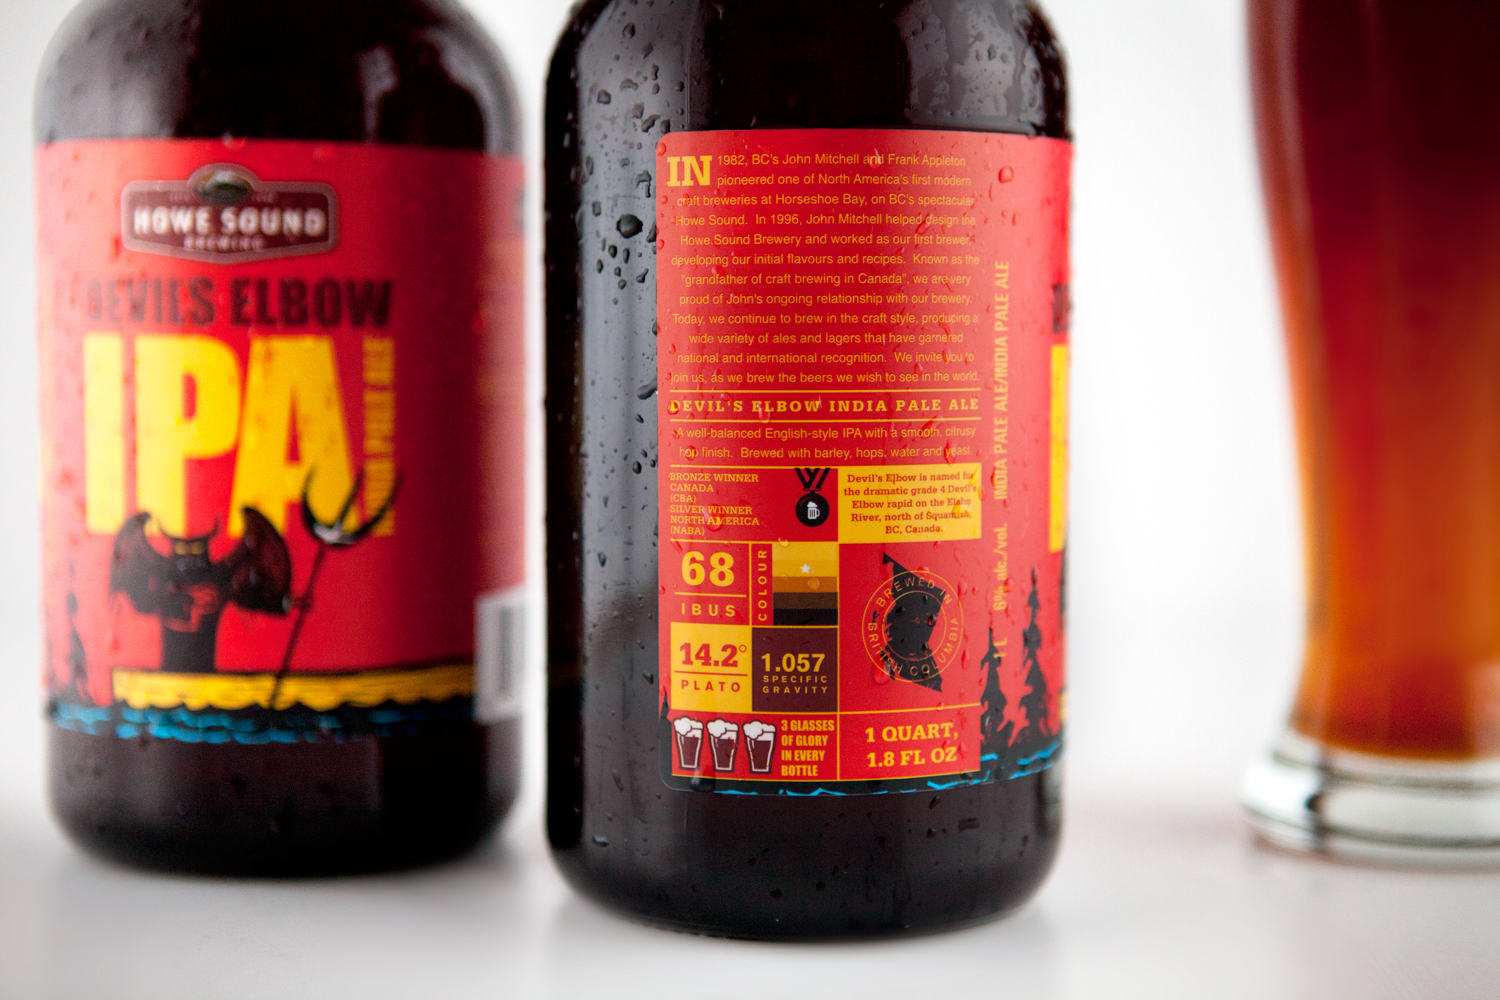 HOWE SOUND
BREWING
DEVILS ELBOW
IPA
INDIA PALE ALE
IN 1982, BC's John Mitchell and Frank Appleton
pioneered one of North America's first modern
craft breweries at Horseshoe Bay, on BC's spectacular
Howe Sound. In 1996, John Mitchell helped design the
Howe Sound Brewery and worked as our first brewer,
developing our initial flavours and recipes. Known as the
"grandfather of craft brewing in Canada", we are very
proud of John's ongoing relationship with our brewery.
Today, we continue to brew in the craft style, producing a
wide variety of ales and lagers that have garnered
national and international recognition. We invite you to
join us, as we brew the beers we wish to see in the world.
DEVIL'S ELBOW INDIA PALE ALE
A well-balanced English-style IPA with a smooth, citrusy
hop finish. Brewed with barley, hops, water and yeast.
BRONZE WINNER
CANADA
(CBA)
SILVER WINNER
NORTH AMERICA
(NABA)
Devil's Elbow is named for
the dramatic grade 4 Devil's
Elbow rapid on the Elaho
River, north of Squamish,
BC, Canada.
68
IBUS
COLOUR
14.2°
PLATO
1.057
SPECIFIC
GRAVITY
BREWED IN
BRITISH COLUMBIA
3 GLASSES
OF GLORY
IN EVERY
BOTTLE
1 QUART,
1.8 FL OZ
1 L 6% alc./vol. INDIA PALE ALE/INDIA PALE ALE